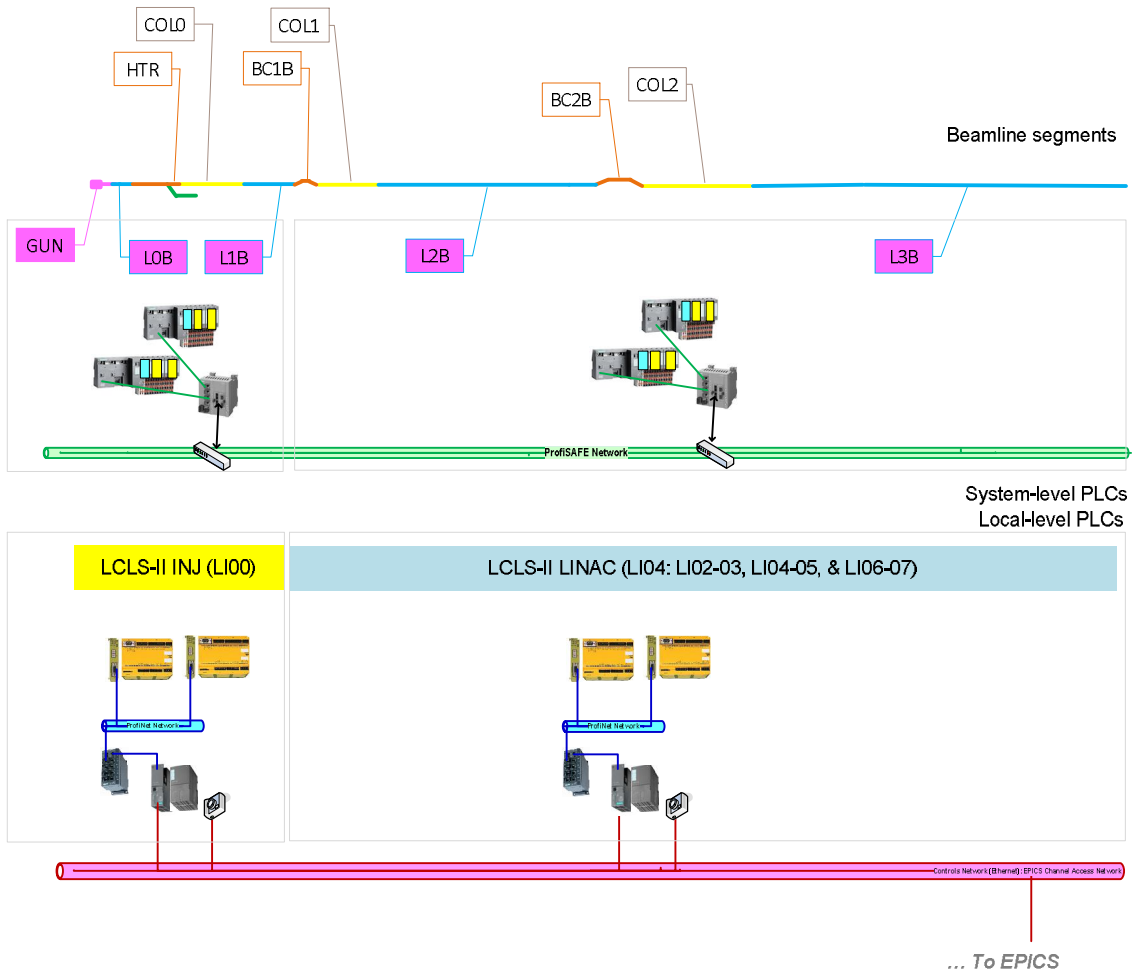 COL0
COL1
HTR
BC1B
BC2B
COL2
Beamline segments
GUN
L0B
L1B
L2B
L3B
ProfiSAFE Network
System-level PLCs
Local-level PLCs
LCLS-II INJ (LI00)
LCLS-II LINAC (LI04: LI02-03, LI04-05, & LI06-07)
ProfiNet Network
ProfiNet Network
Controls Network (Ethernet): EPICS Channel Access Network
... To EPICS